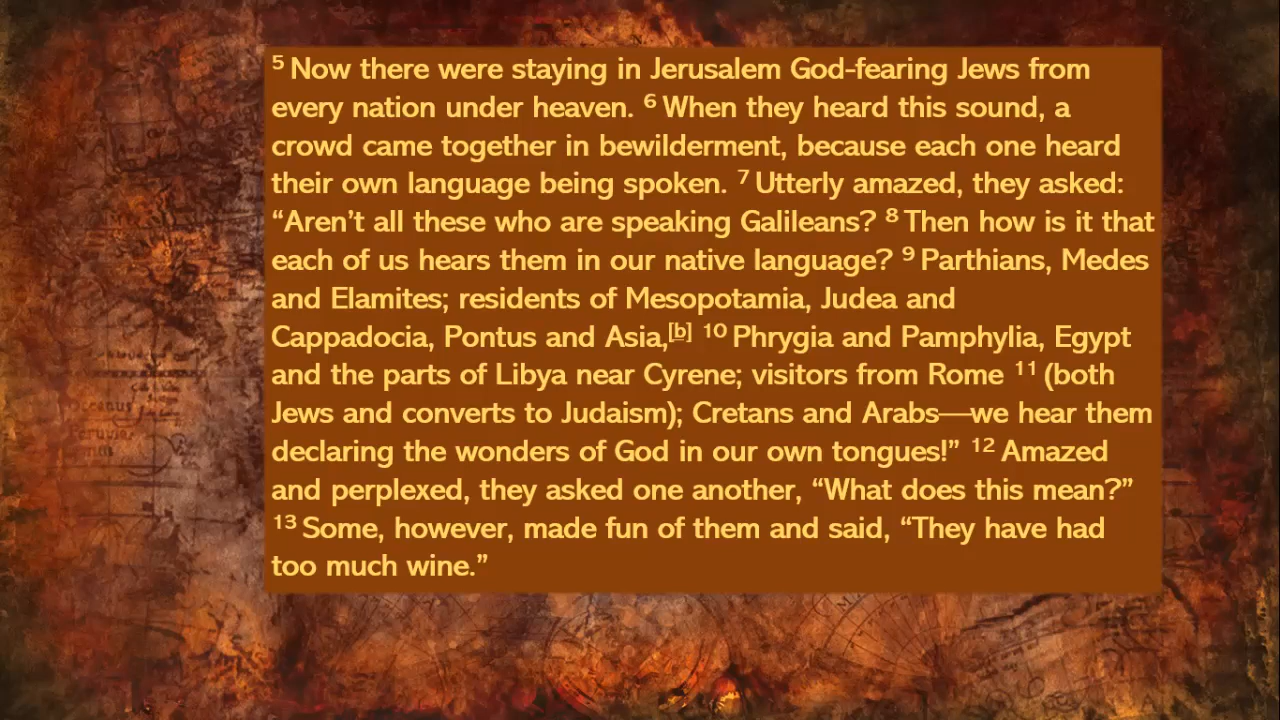 5 Now there were staying in Jerusalem God-fearing Jews from
every nation under heaven. 6 When they heard this sound, a
crowd came together in bewilderment, because each one heard
their own language being spoken. 7 Utterly amazed, they asked:
“Aren’t all these who are speaking Galileans? 8 Then how is it that
each of us hears them in our native language? 9 Parthians, Medes
and Elamites; residents of Mesopotamia, Judea and
Cappadocia, Pontus and Asia,[b] 10 Phrygia and Pamphylia, Egypt
and the parts of Libya near Cyrene; visitors from Rome 11 (both
Jews and converts to Judaism); Cretans and Arabs—we hear them
declaring the wonders of God in our own tongues!” 12 Amazed
and perplexed, they asked one another, “What does this mean?”
13 Some, however, made fun of them and said, “They have had
too much wine.”